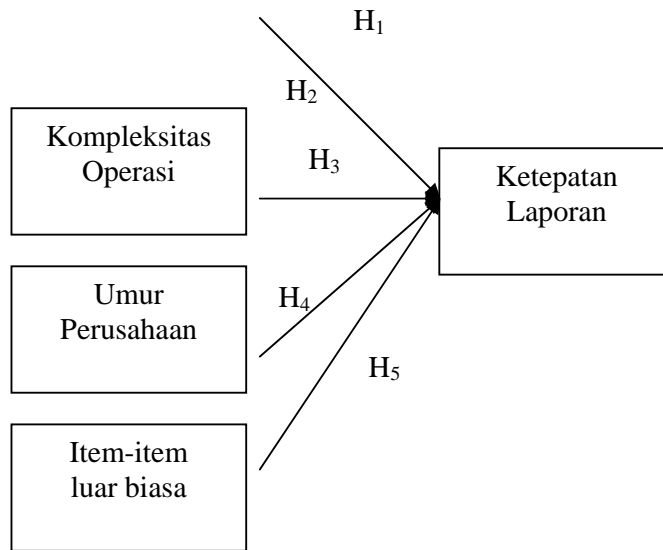 H₁
H₂
Kompleksitas
Operasi
H₃
Ketepatan
Laporan
Umur
Perusahaan
H₄
H₅
Item-item
luar biasa